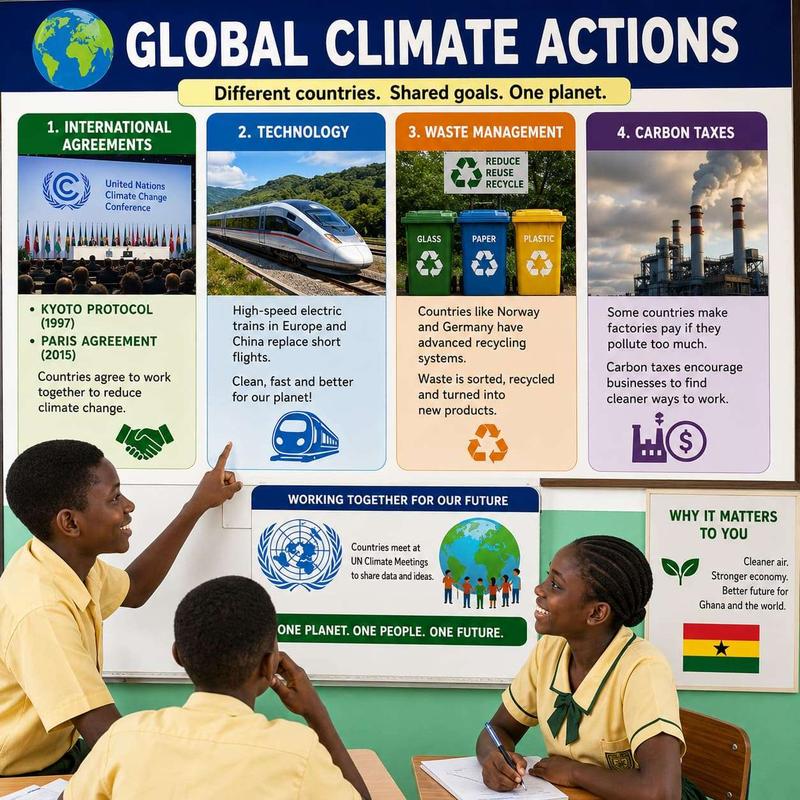 GLOBAL CLIMATE ACTIONS
Different countries. Shared goals. One planet.
1. INTERNATIONAL
AGREEMENTS
United Nations
Climate Change
Conference
• KYOTO PROTOCOL
(1997)
• PARIS AGREEMENT
(2015)
Countries agree to work
together to reduce
climate change.
2. TECHNOLOGY
High-speed electric
trains in Europe and
China replace short
flights.
Clean, fast and better
for our planet!
3. WASTE MANAGEMENT
REDUCE
REUSE
RECYCLE
GLASS
PAPER
PLASTIC
Countries like Norway
and Germany have
advanced recycling
systems.
Waste is sorted, recycled
and turned into
new products.
4. CARBON TAXES
Some countries make
factories pay if they
pollute too much.
Carbon taxes encourage
businesses to find
cleaner ways to work.
$
WORKING TOGETHER FOR OUR FUTURE
Countries meet at
UN Climate Meetings
to share data and ideas.
ONE PLANET. ONE PEOPLE. ONE FUTURE.
WHY IT MATTERS
TO YOU
Cleaner air.
Stronger economy.
Better future for
Ghana and the world.